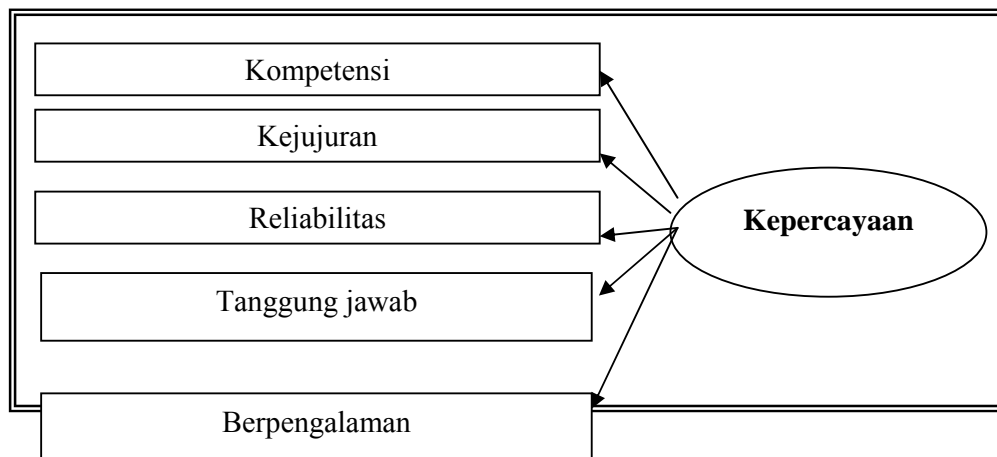 Kompetensi
Kejujuran
Reliabilitas
Kepercayaan
Tanggung jawab
Berpengalaman